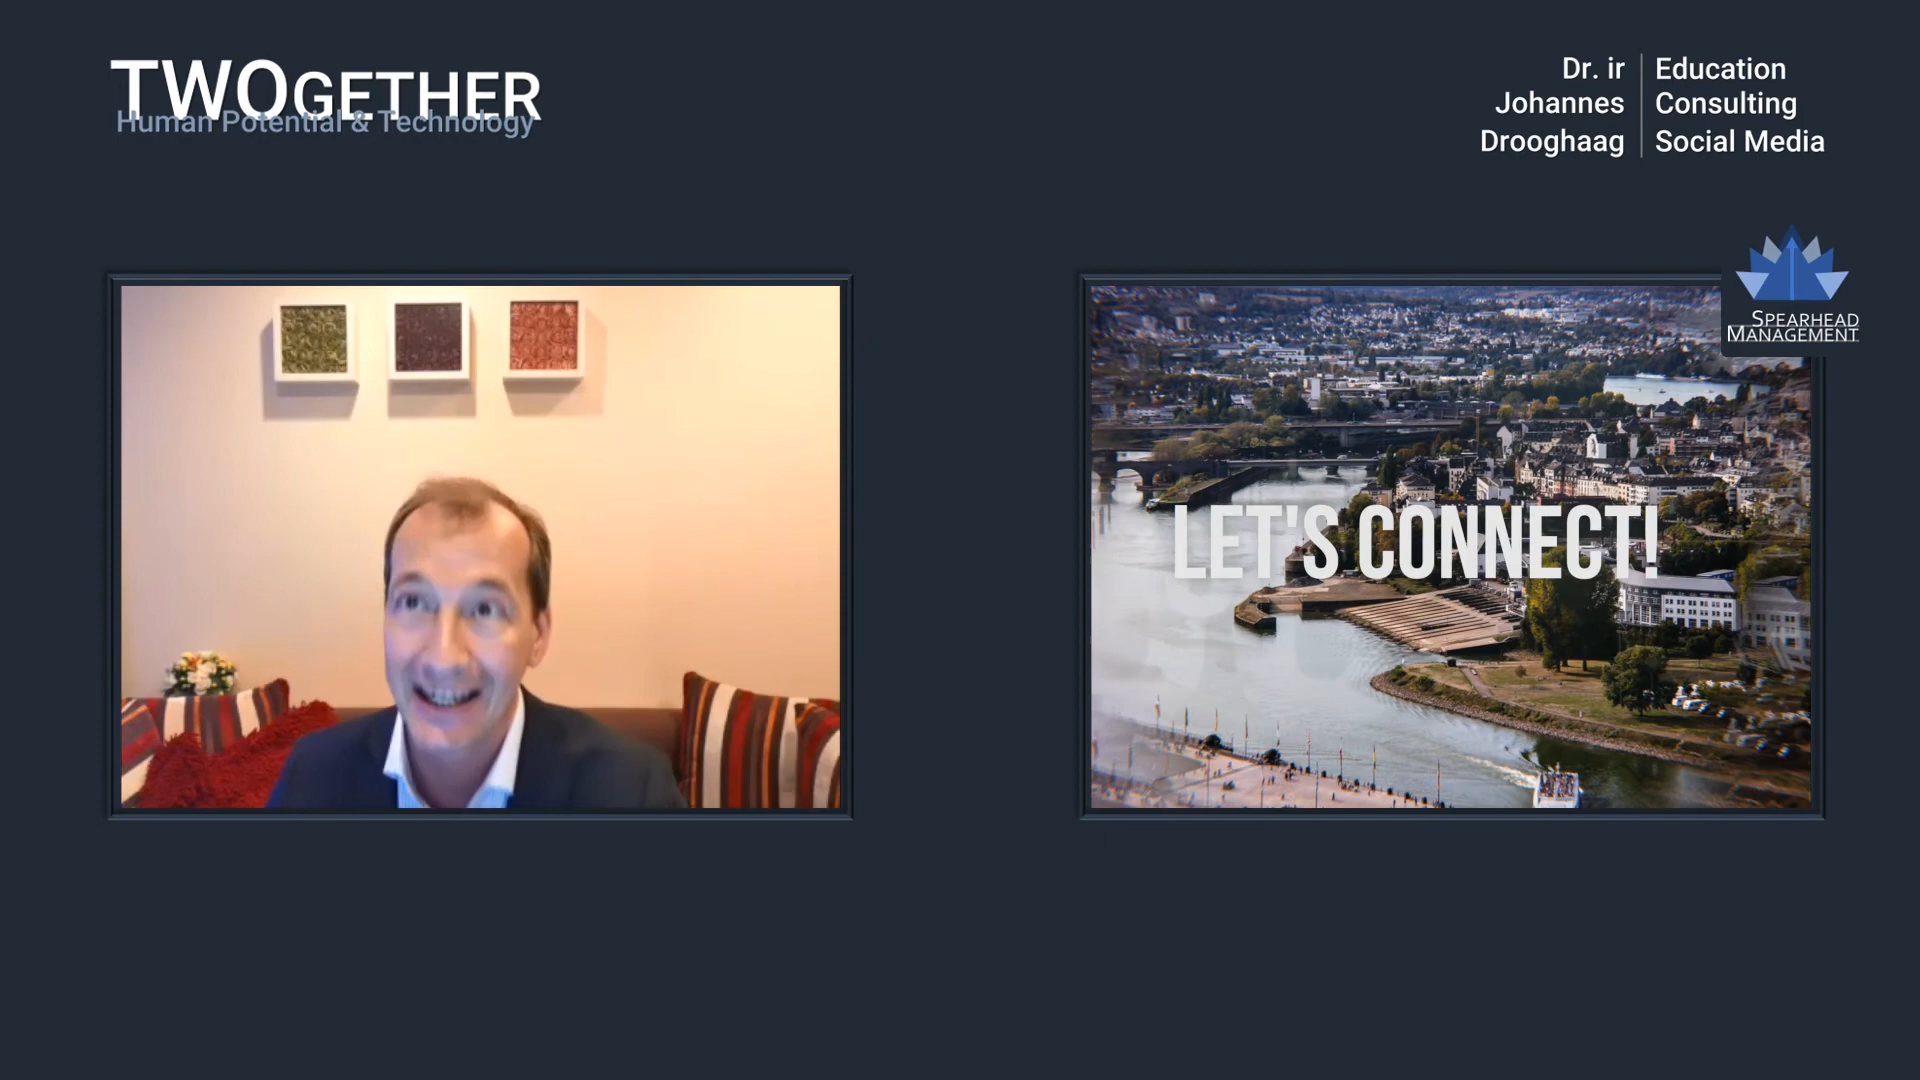 TWOGETHER
Human Potential & Technology
Dr. ir
Johannes
Drooghaag
Education
Consulting
Social Media
SPEARHEAD
MANAGEMENT
LET'S CONNECT!